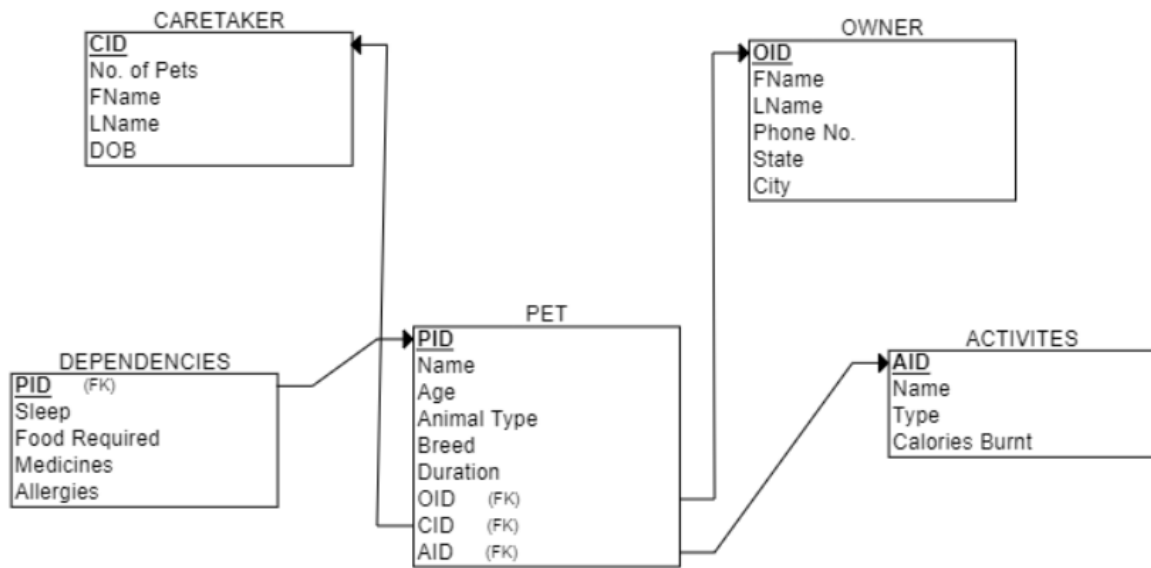 CARETAKER
CID
No. of Pets
FName
LName
DOB
OWNER
OID
FName
LName
Phone No.
State
City
DEPENDENCIES
PID (FK)
Sleep
Food Required
Medicines
Allergies
PET
PID
Name
Age
Animal Type
Breed
Duration
OID (FK)
CID (FK)
AID (FK)
ACTIVITES
AID
Name
Type
Calories Burnt